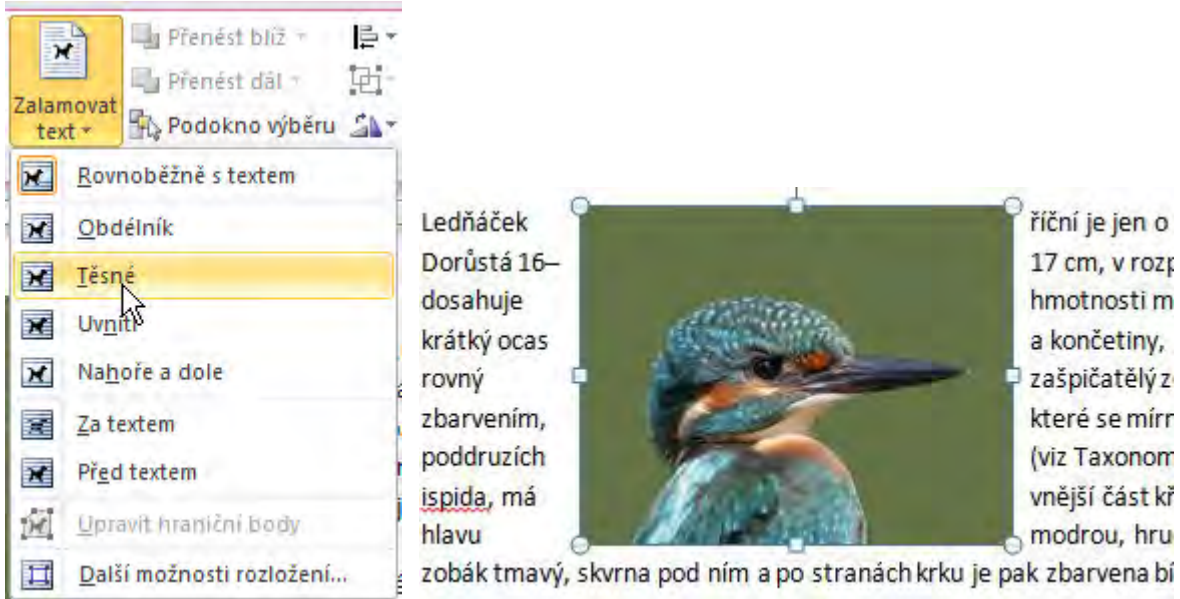 Přenést blíž
Přenést dál
Zalamovat
text
Podokno výběru
Rovnoběžně s textem
Obdélník
Těsné
Uvnitř
Nahoře a dole
Za textem
Před textem
Upravit hraniční body
Další možnosti rozložení...
Ledňáček říční je jen o
Dorůstá 16– 17 cm, v rozp
dosahuje hmotnosti m
krátký ocas a končetiny,
rovný zašpičatělý z
zbarvením, které se mírn
poddruzích (viz Taxonom
ispida, má vnější část kř
hlavu modrou, hru
zobák tmavý, skvrna pod ním a po stranách krku je pak zbarvena bí